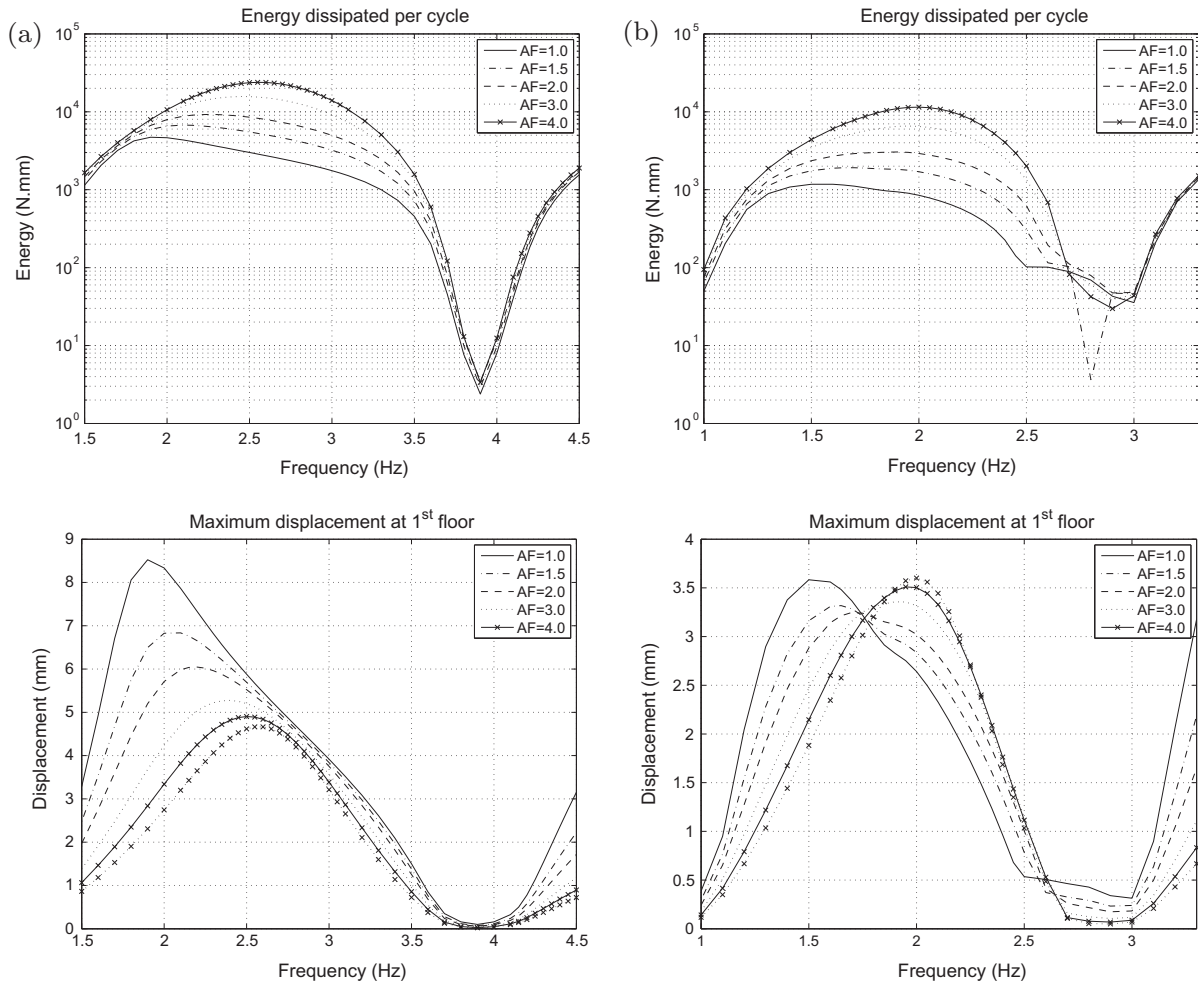 (a)
Energy dissipated per cycle
10^5
10^4
10^3
10^2
10^1
10^0
Energy (N.mm)
AF=1.0
AF=1.5
AF=2.0
AF=3.0
AF=4.0
1.5 2 2.5 3 3.5 4 4.5
Frequency (Hz)
(b)
Energy dissipated per cycle
10^5
10^4
10^3
10^2
10^1
10^0
Energy (N.mm)
AF=1.0
AF=1.5
AF=2.0
AF=3.0
AF=4.0
1 1.5 2 2.5 3
Frequency (Hz)
Maximum displacement at 1^st floor
9
8
7
6
5
4
3
2
1
0
Displacement (mm)
AF=1.0
AF=1.5
AF=2.0
AF=3.0
AF=4.0
1.5 2 2.5 3 3.5 4 4.5
Frequency (Hz)
Maximum displacement at 1^st floor
4
3.5
3
2.5
2
1.5
1
0.5
0
Displacement (mm)
AF=1.0
AF=1.5
AF=2.0
AF=3.0
AF=4.0
1 1.5 2 2.5 3
Frequency (Hz)